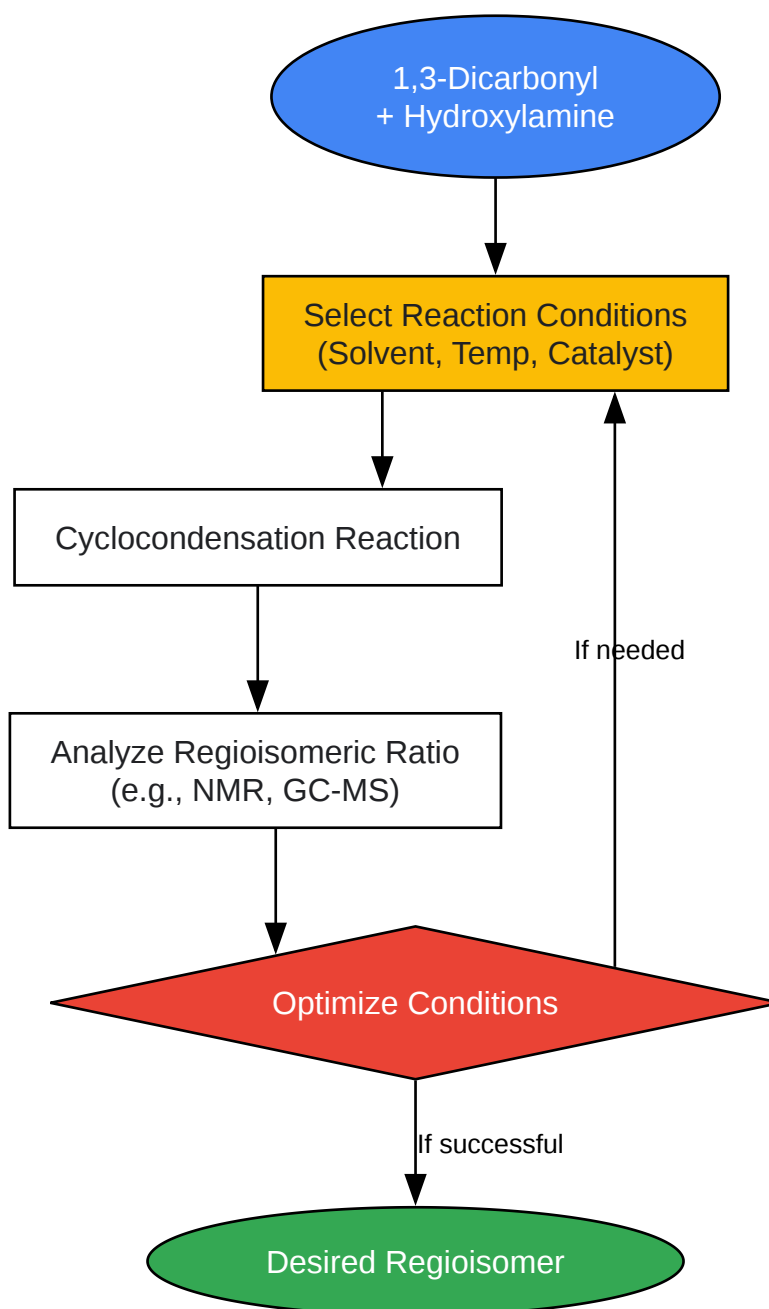 1,3-Dicarbonyl
+ Hydroxylamine
Select Reaction Conditions
(Solvent, Temp, Catalyst)
Cyclocondensation Reaction
If needed
Analyze Regioisomeric Ratio
(e.g., NMR, GC-MS)
Optimize Conditions
If successful
Desired Regioisomer